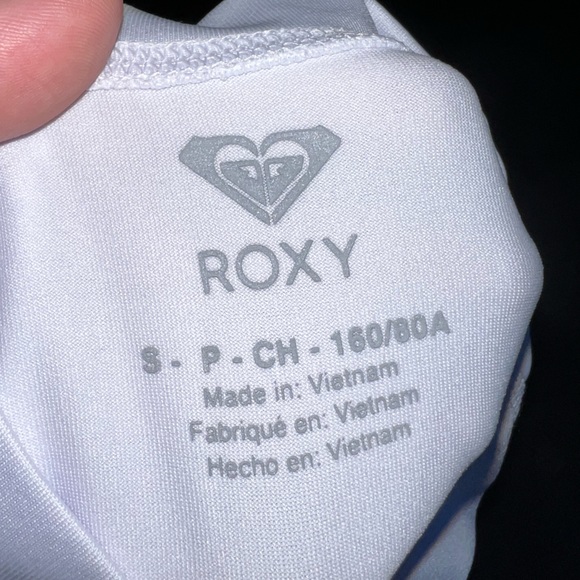 ROXY
S - P - CH - 160/80A
Made in: Vietnam
Fabriqué en: Vietnam
Hecho en: Vietnam